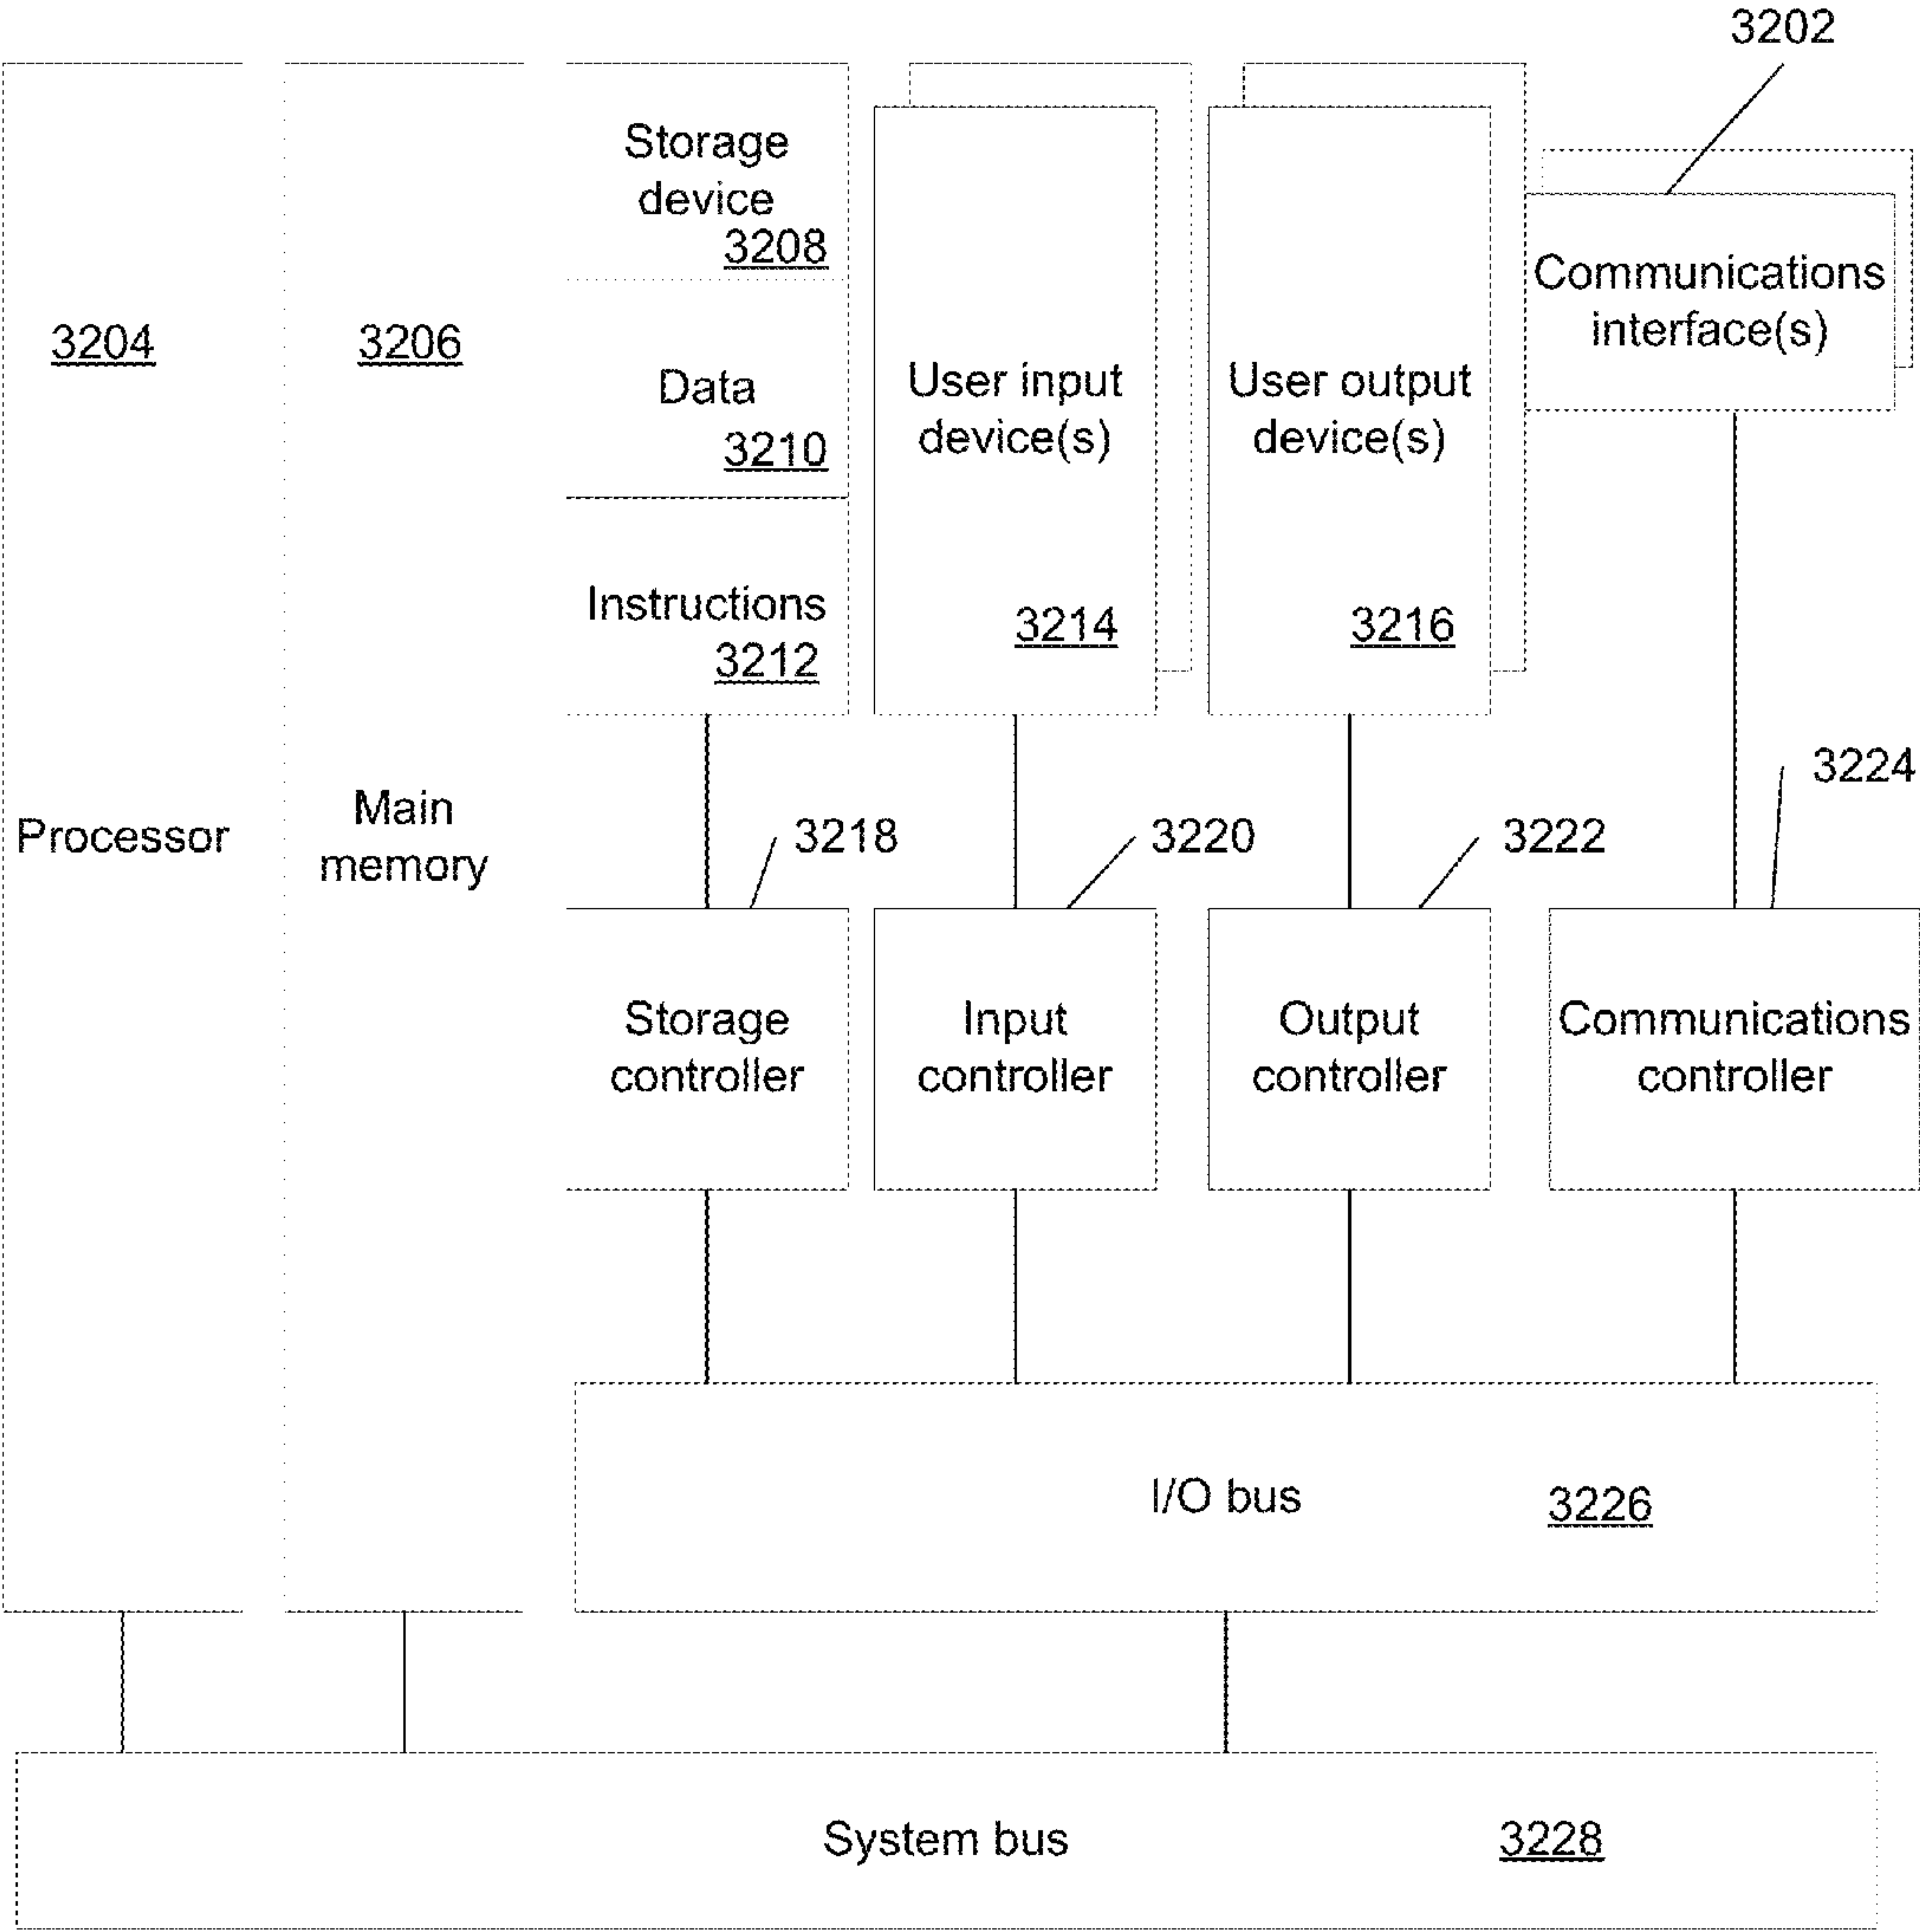 3202
Storage
device
3208
Communications
interface(s)
3204
3206
Data
3210
User input
device(s)
User output
device(s)
Instructions
3212
3214
3216
3224
Processor
Main
memory
3218
3220
3222
Storage
controller
Input
controller
Output
controller
Communications
controller
I/O bus
3226
System bus
3228